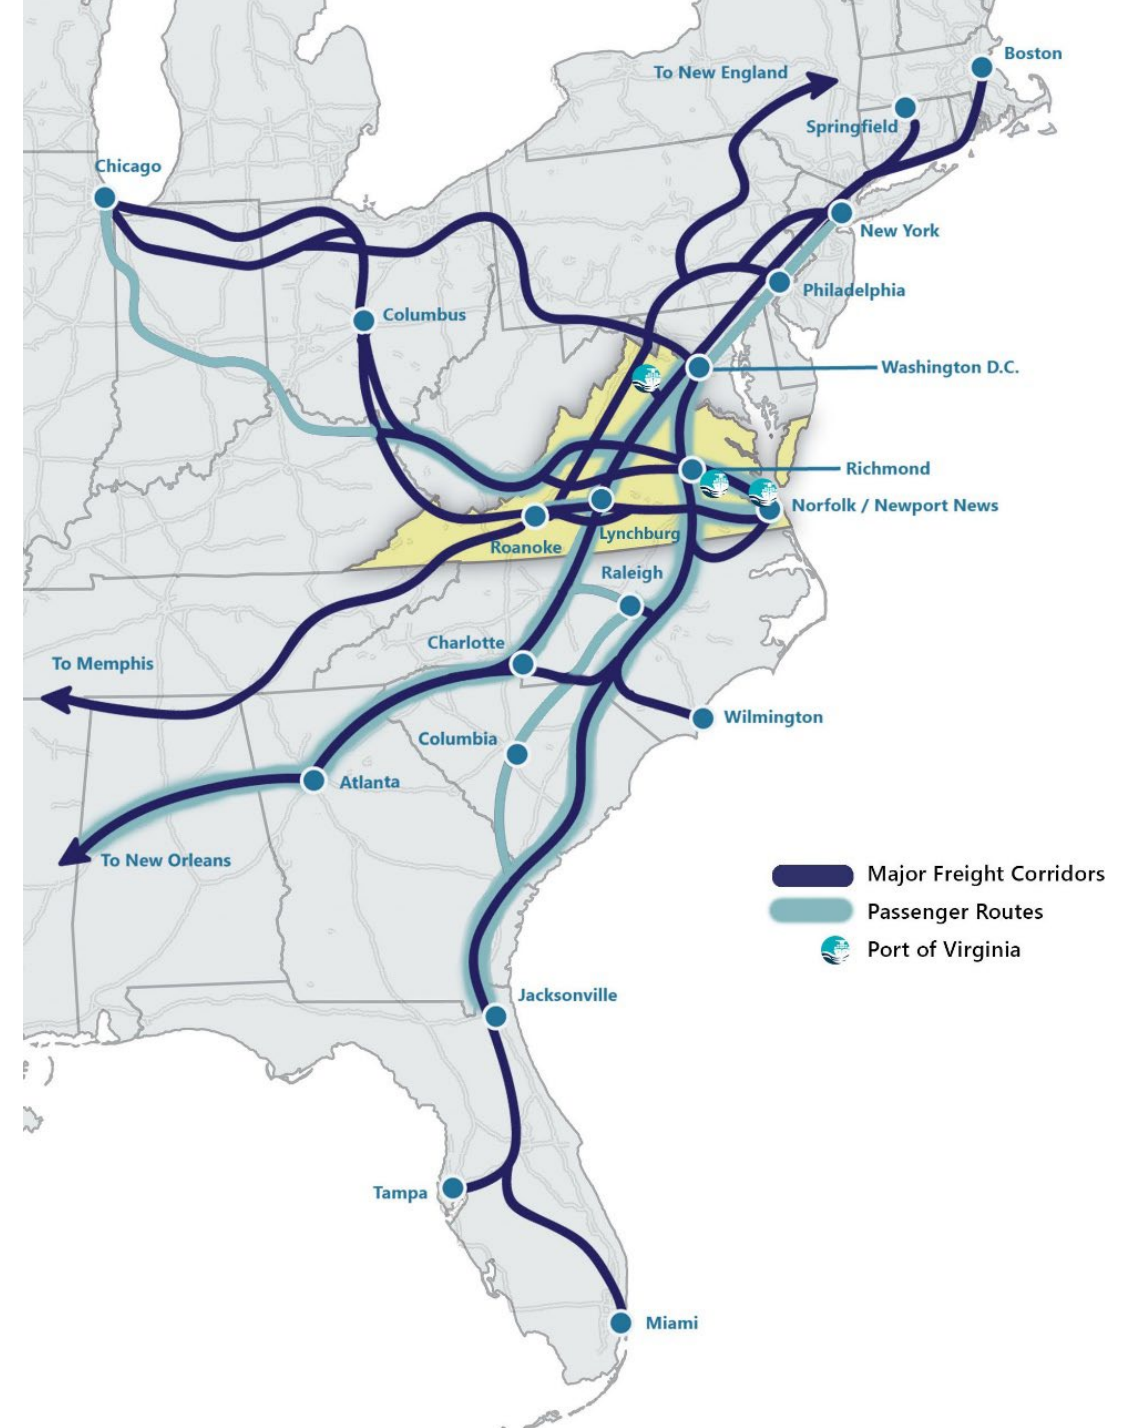 Boston
To New England
Springfield
Chicago
New York
Philadelphia
Columbus
Washington D.C.
Richmond
Norfolk / Newport News
Lynchburg
Roanoke
Raleigh
Charlotte
To Memphis
Wilmington
Columbia
Atlanta
To New Orleans
Major Freight Corridors
Passenger Routes
Port of Virginia
Jacksonville
Tampa
Miami